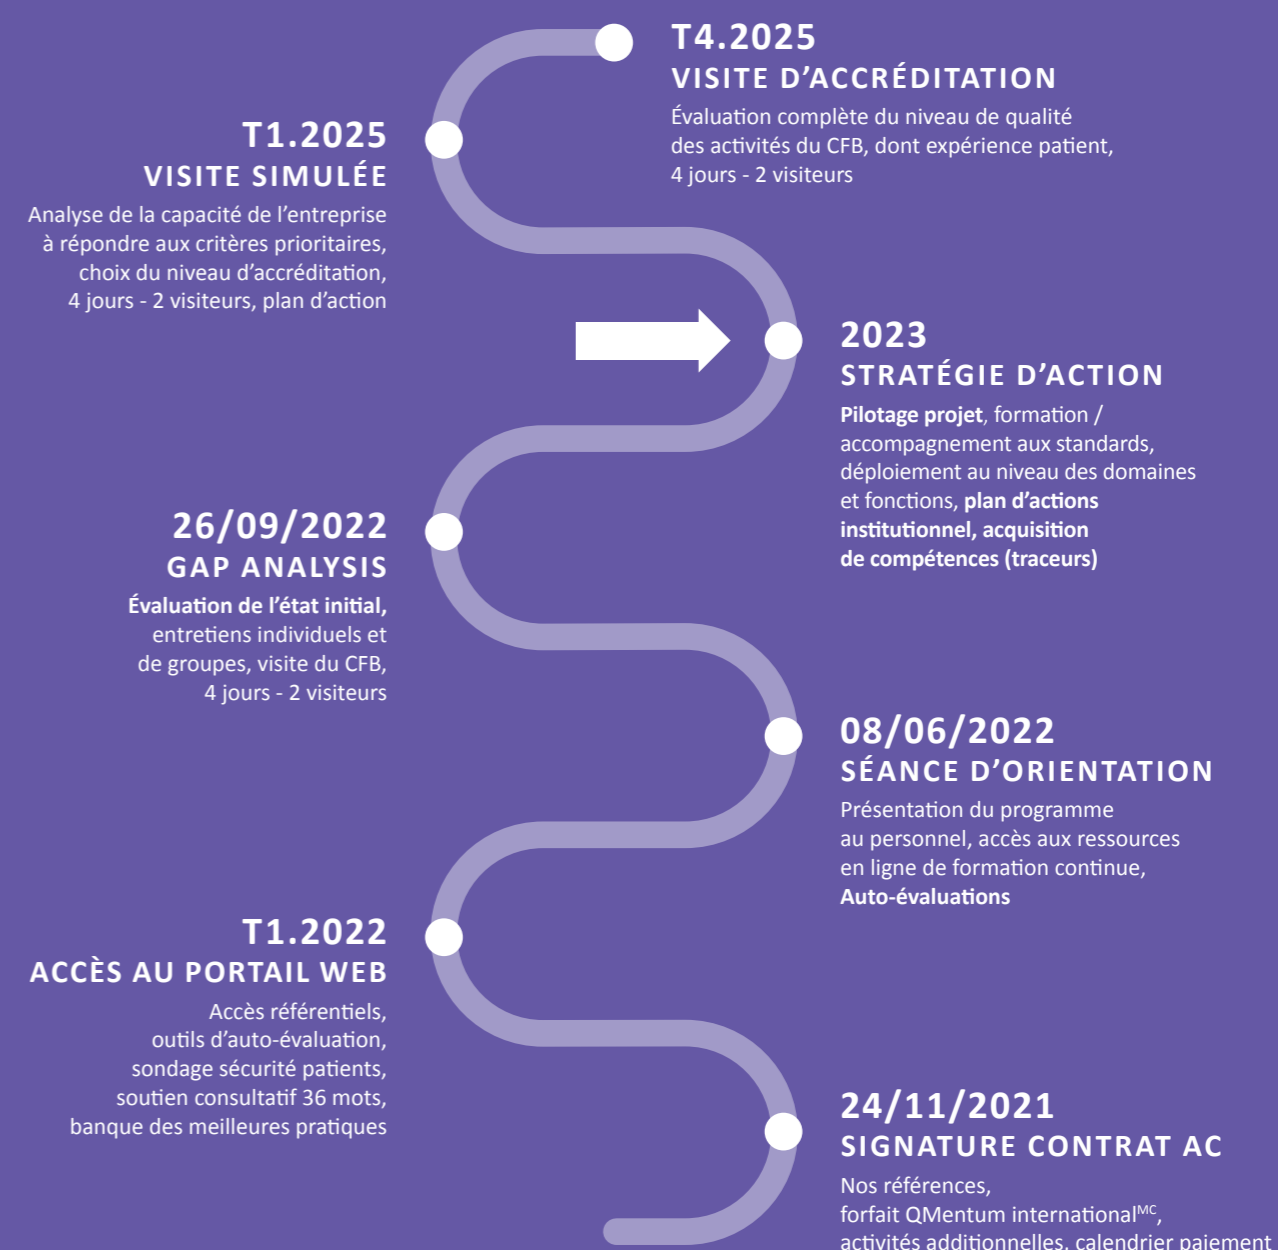 T4.2025
VISITE D’ACCRÉDITATION
Évaluation complète du niveau de qualité
des activités du CFB, dont expérience patient,
4 jours - 2 visiteurs
T1.2025
VISITE SIMULÉE
Analyse de la capacité de l’entreprise
à répondre aux critères prioritaires,
choix du niveau d’accréditation,
4 jours - 2 visiteurs, plan d’action
2023
STRATÉGIE D’ACTION
Pilotage projet, formation /
accompagnement aux standards,
déploiement au niveau des domaines
et fonctions, plan d’actions
institutionnel, acquisition
de compétences (traceurs)
26/09/2022
GAP ANALYSIS
Évaluation de l’état initial,
entretiens individuels et
de groupes, visite du CFB,
4 jours - 2 visiteurs
08/06/2022
SÉANCE D’ORIENTATION
Présentation du programme
au personnel, accès aux ressources
en ligne de formation continue,
Auto-évaluations
T1.2022
ACCÈS AU PORTAIL WEB
Accès référentiels,
outils d’auto-évaluation,
sondage sécurité patients,
soutien consultatif 36 mots,
banque des meilleures pratiques
24/11/2021
SIGNATURE CONTRAT AC
Nos références,
forfait QMentum internationalMC,
activités additionnelles, calendrier paiement